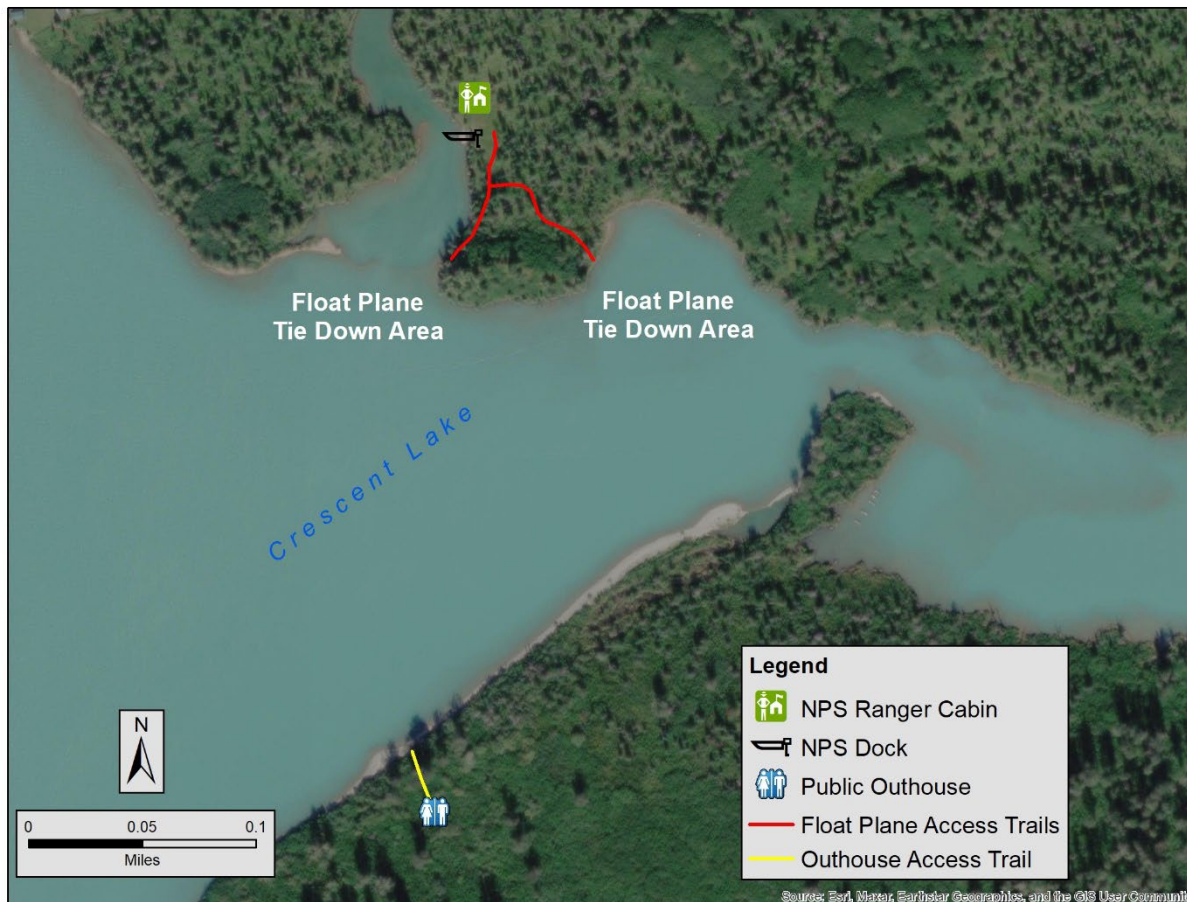 Float Plane
Tie Down Area
Float Plane
Tie Down Area
Crescent Lake
Legend
NPS Ranger Cabin
NPS Dock
Public Outhouse
Float Plane Access Trails
Outhouse Access Trail
N
0 0.05 0.1
Miles
Source: Esri, Maxar, Earthstar Geographics, and the GIS User Communit